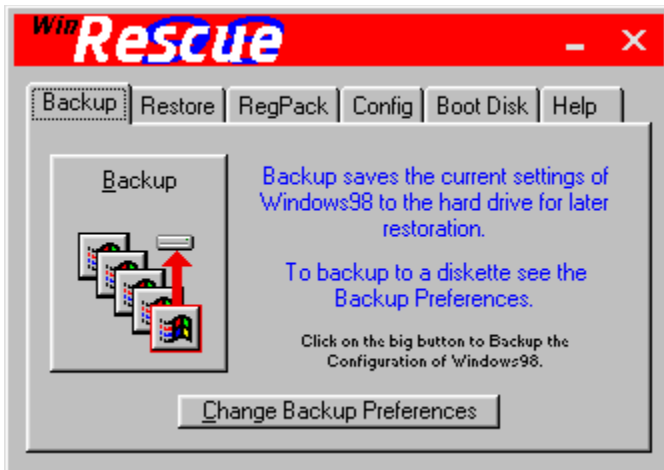 Win Rescue
Backup Restore RegPack Config Boot Disk Help
Backup
Backup saves the current settings of
Windows98 to the hard drive for later
restoration.
To backup to a diskette see the
Backup Preferences.
Click on the big button to Backup the
Configuration of Windows98.
Change Backup Preferences